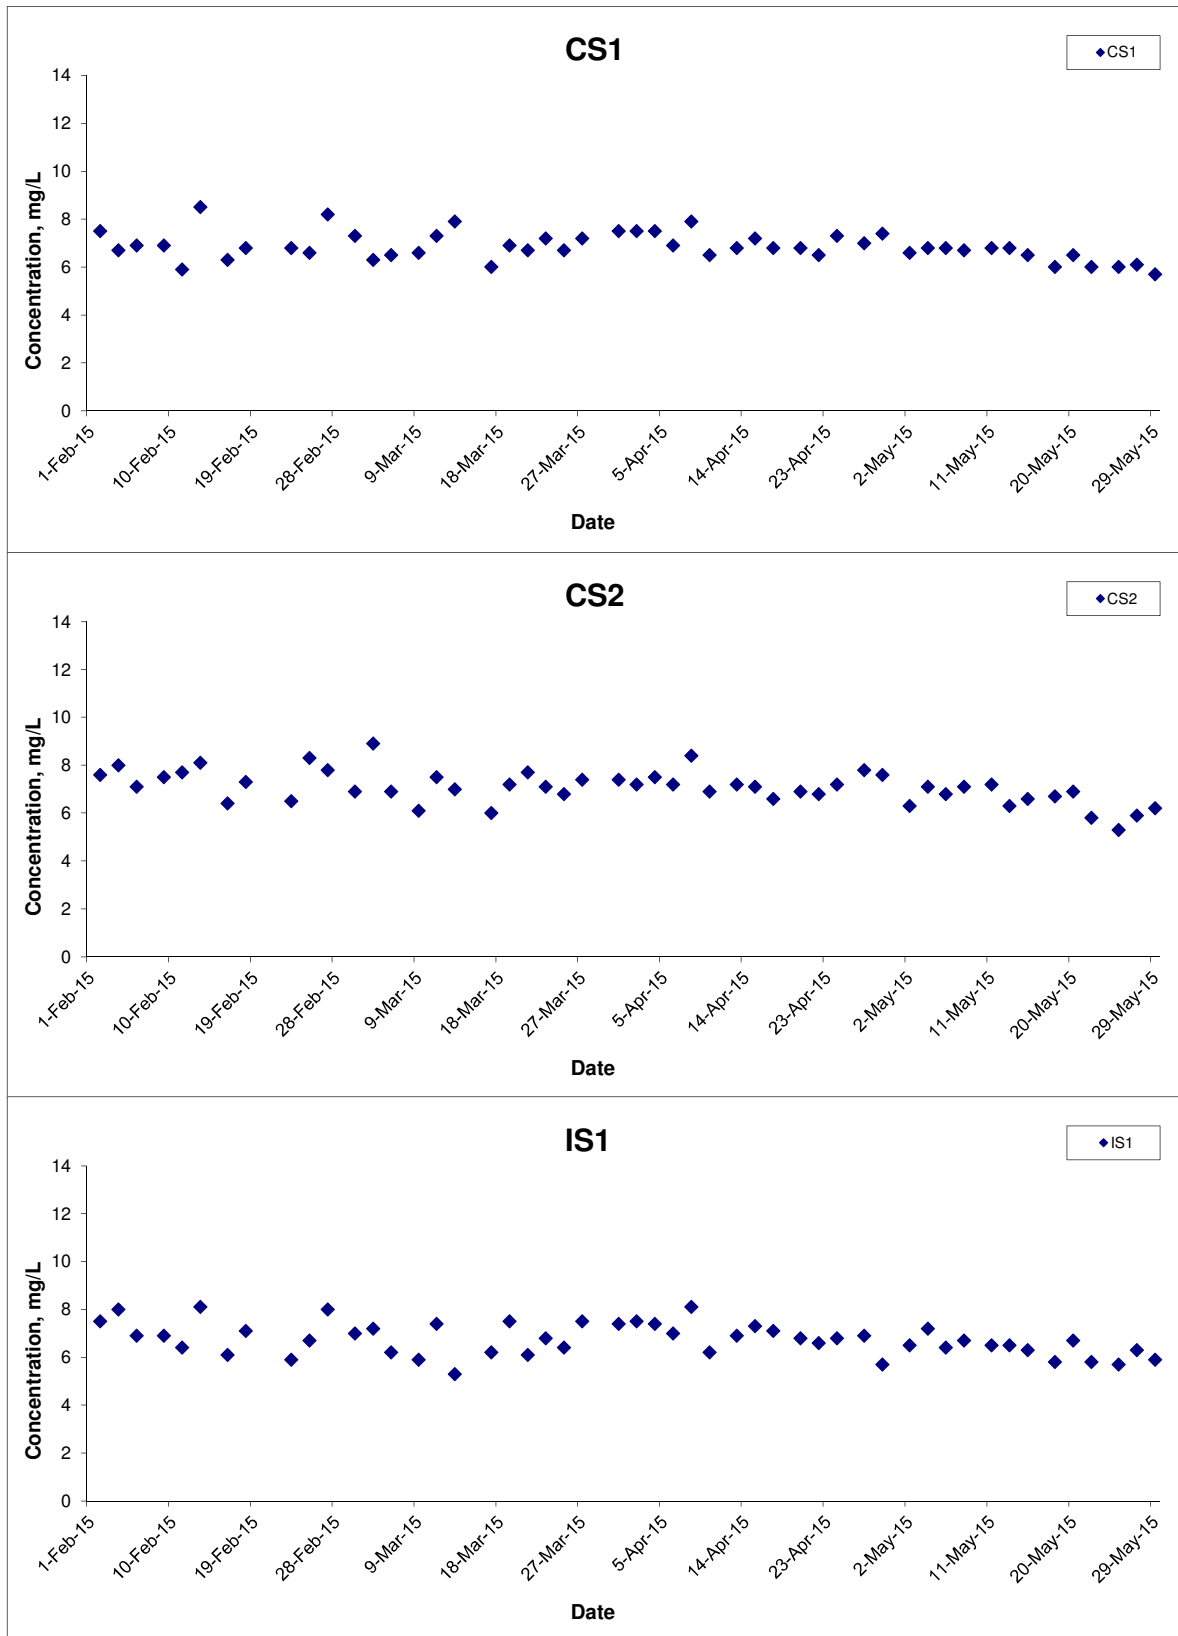 CS1
CS1
Concentration, mg/L
14
12
10
8
6
4
2
0
1-Feb-15
10-Feb-15
19-Feb-15
28-Feb-15
9-Mar-15
18-Mar-15
27-Mar-15
5-Apr-15
14-Apr-15
23-Apr-15
2-May-15
11-May-15
20-May-15
29-May-15
Date
CS2
CS2
Concentration, mg/L
14
12
10
8
6
4
2
0
1-Feb-15
10-Feb-15
19-Feb-15
28-Feb-15
9-Mar-15
18-Mar-15
27-Mar-15
5-Apr-15
14-Apr-15
23-Apr-15
2-May-15
11-May-15
20-May-15
29-May-15
Date
IS1
IS1
Concentration, mg/L
14
12
10
8
6
4
2
0
1-Feb-15
10-Feb-15
19-Feb-15
28-Feb-15
9-Mar-15
18-Mar-15
27-Mar-15
5-Apr-15
14-Apr-15
23-Apr-15
2-May-15
11-May-15
20-May-15
29-May-15
Date